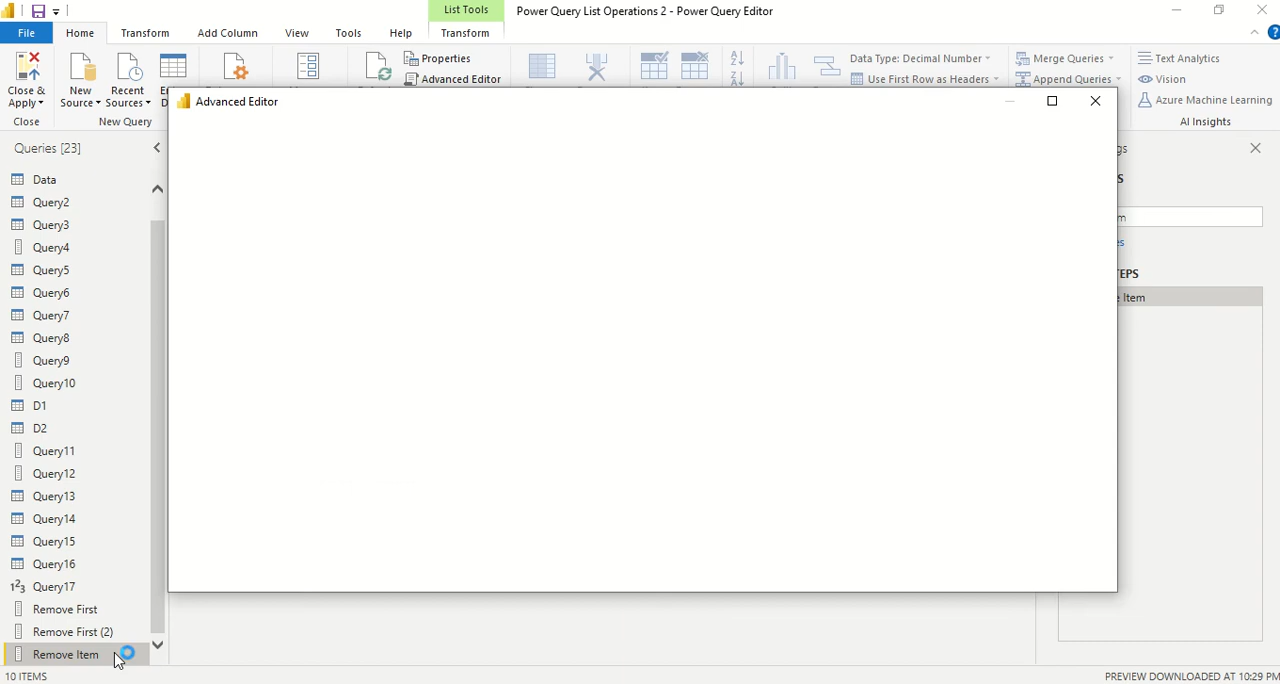 List Tools
Power Query List Operations 2 - Power Query Editor
File
Home
Transform
Add Column
View
Tools
Help
Transform
Close &
Apply
New
Source
Recent
Sources
Properties
Advanced Editor
Data Type: Decimal Number
Use First Row as Headers
Merge Queries
Append Queries
Text Analytics
Vision
Azure Machine Learning
Close
New Query
AI Insights
Advanced Editor
Queries [23]
Data
Query2
Query3
Query4
Query5
Query6
Query7
Query8
Query9
Query10
D1
D2
Query11
Query12
Query13
Query14
Query15
Query16
Query17
Remove First
Remove First (2)
Remove Item
10 ITEMS
PREVIEW DOWNLOADED AT 10:29 PM